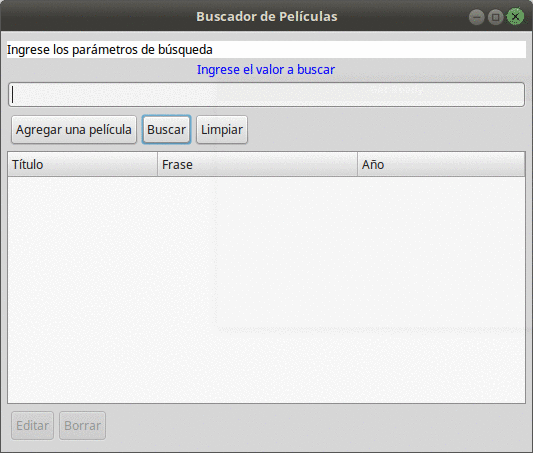 Buscador de Películas
Ingrese los parámetros de búsqueda
Ingrese el valor a buscar
Agregar una película Buscar Limpiar
Título Frase Año
Editar Borrar